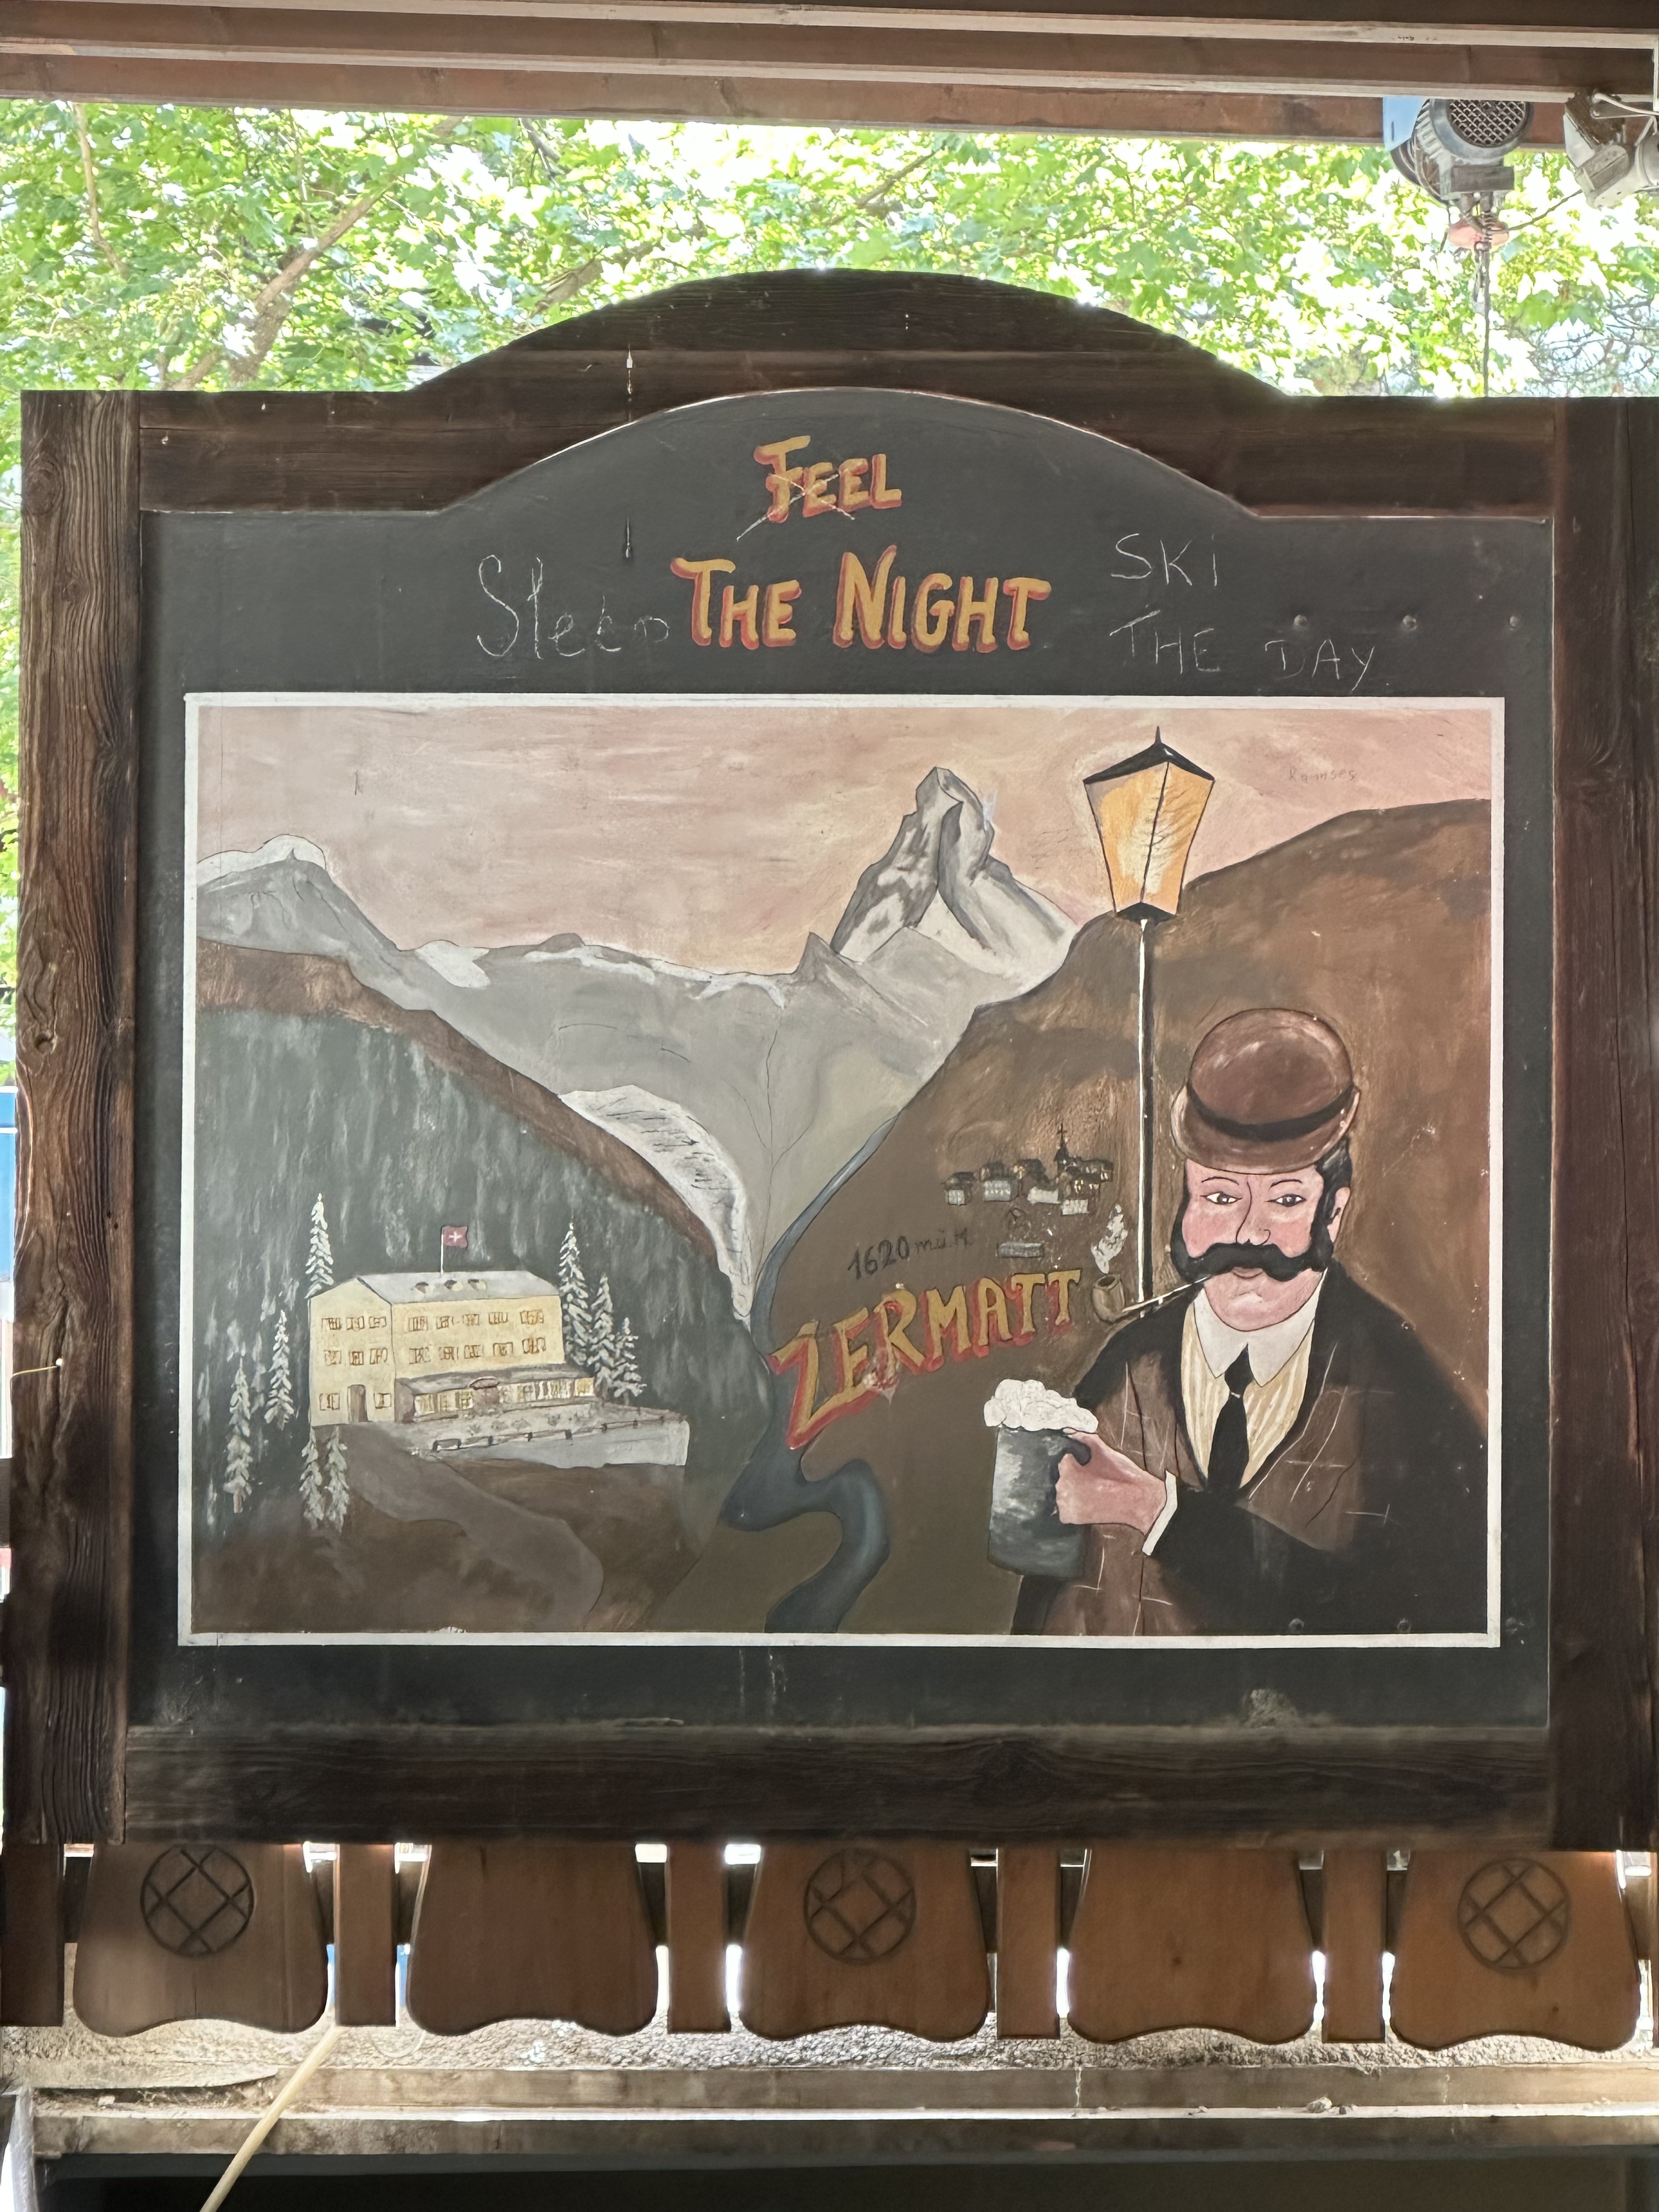 FEEL
Sleep THE NIGHT
SKi
THE DAY
Ramses
1620 m.ü.M.
ZERMATT